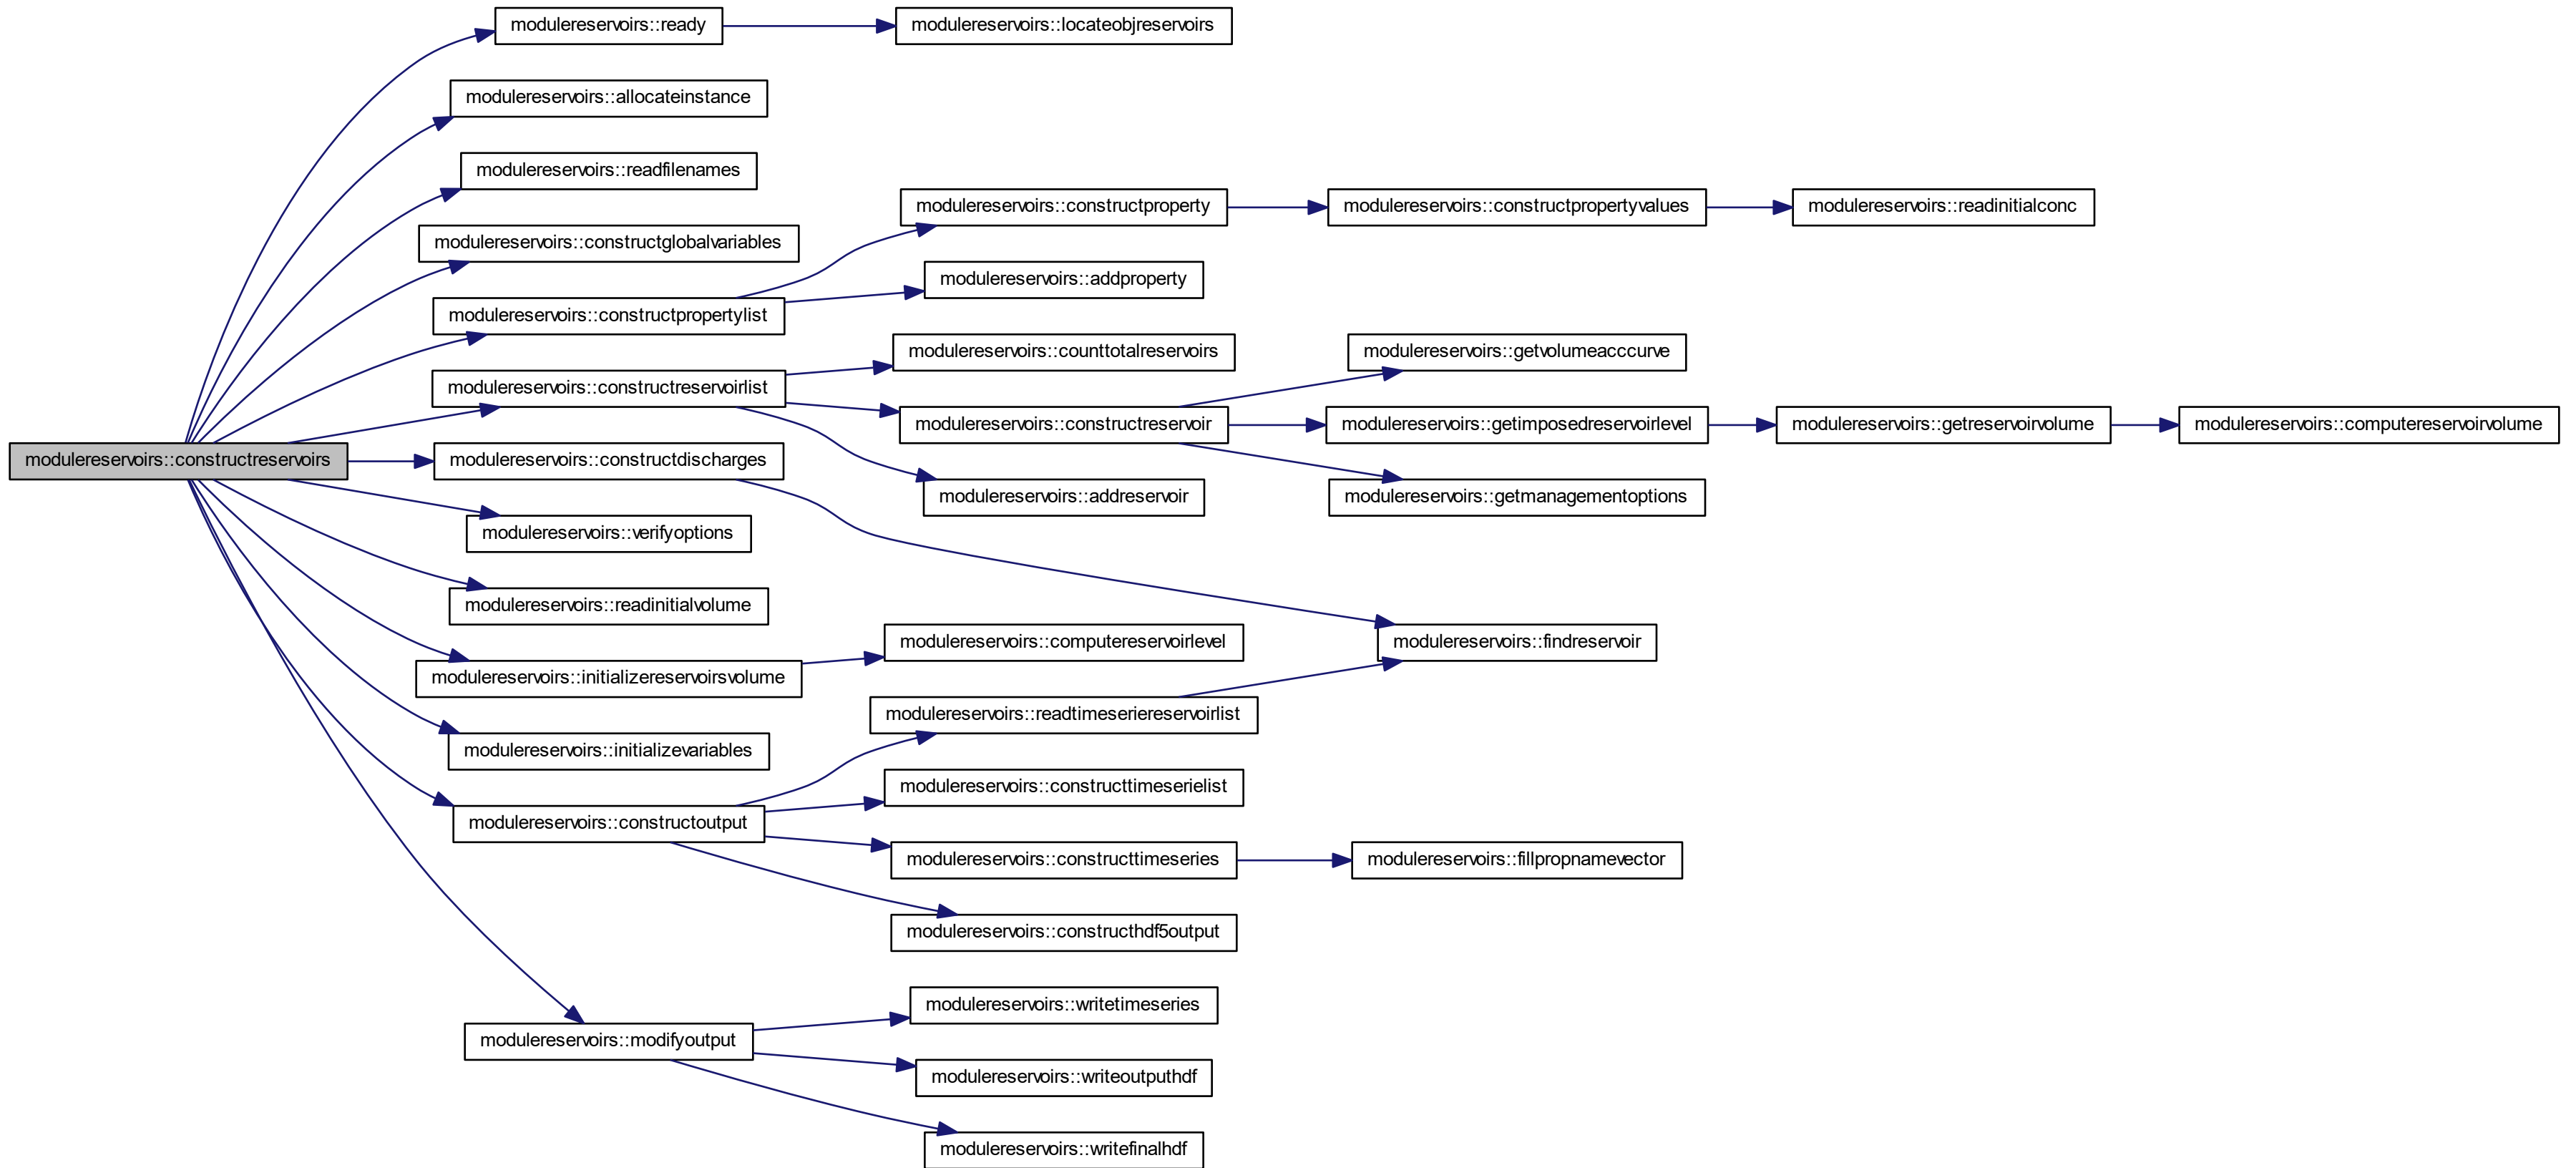 modulereservoirs::ready
modulereservoirs::locateobjreservoirs
modulereservoirs::allocateinstance
modulereservoirs::readfilenames
modulereservoirs::constructproperty
modulereservoirs::constructpropertyvalues
modulereservoirs::readinitialconc
modulereservoirs::constructglobalvariables
modulereservoirs::addproperty
modulereservoirs::constructpropertylist
modulereservoirs::counttotalreservoirs
modulereservoirs::getvolumeacccurve
modulereservoirs::constructreservoirlist
modulereservoirs::constructreservoir
modulereservoirs::getimposedreservoirlevel
modulereservoirs::getreservoirvolume
modulereservoirs::computereservoirvolume
modulereservoirs::constructreservoirs
modulereservoirs::constructdischarges
modulereservoirs::addreservoir
modulereservoirs::getmanagementoptions
modulereservoirs::verifyoptions
modulereservoirs::readinitialvolume
modulereservoirs::computereservoirlevel
modulereservoirs::findreservoir
modulereservoirs::initializereservoirsvolume
modulereservoirs::readtimeseriereservoirlist
modulereservoirs::initializevariables
modulereservoirs::constructtimeserielist
modulereservoirs::constructoutput
modulereservoirs::constructtimeseries
modulereservoirs::fillpropnamevector
modulereservoirs::constructhdf5output
modulereservoirs::writetimeseries
modulereservoirs::modifyoutput
modulereservoirs::writeoutputhdf
modulereservoirs::writefinalhdf